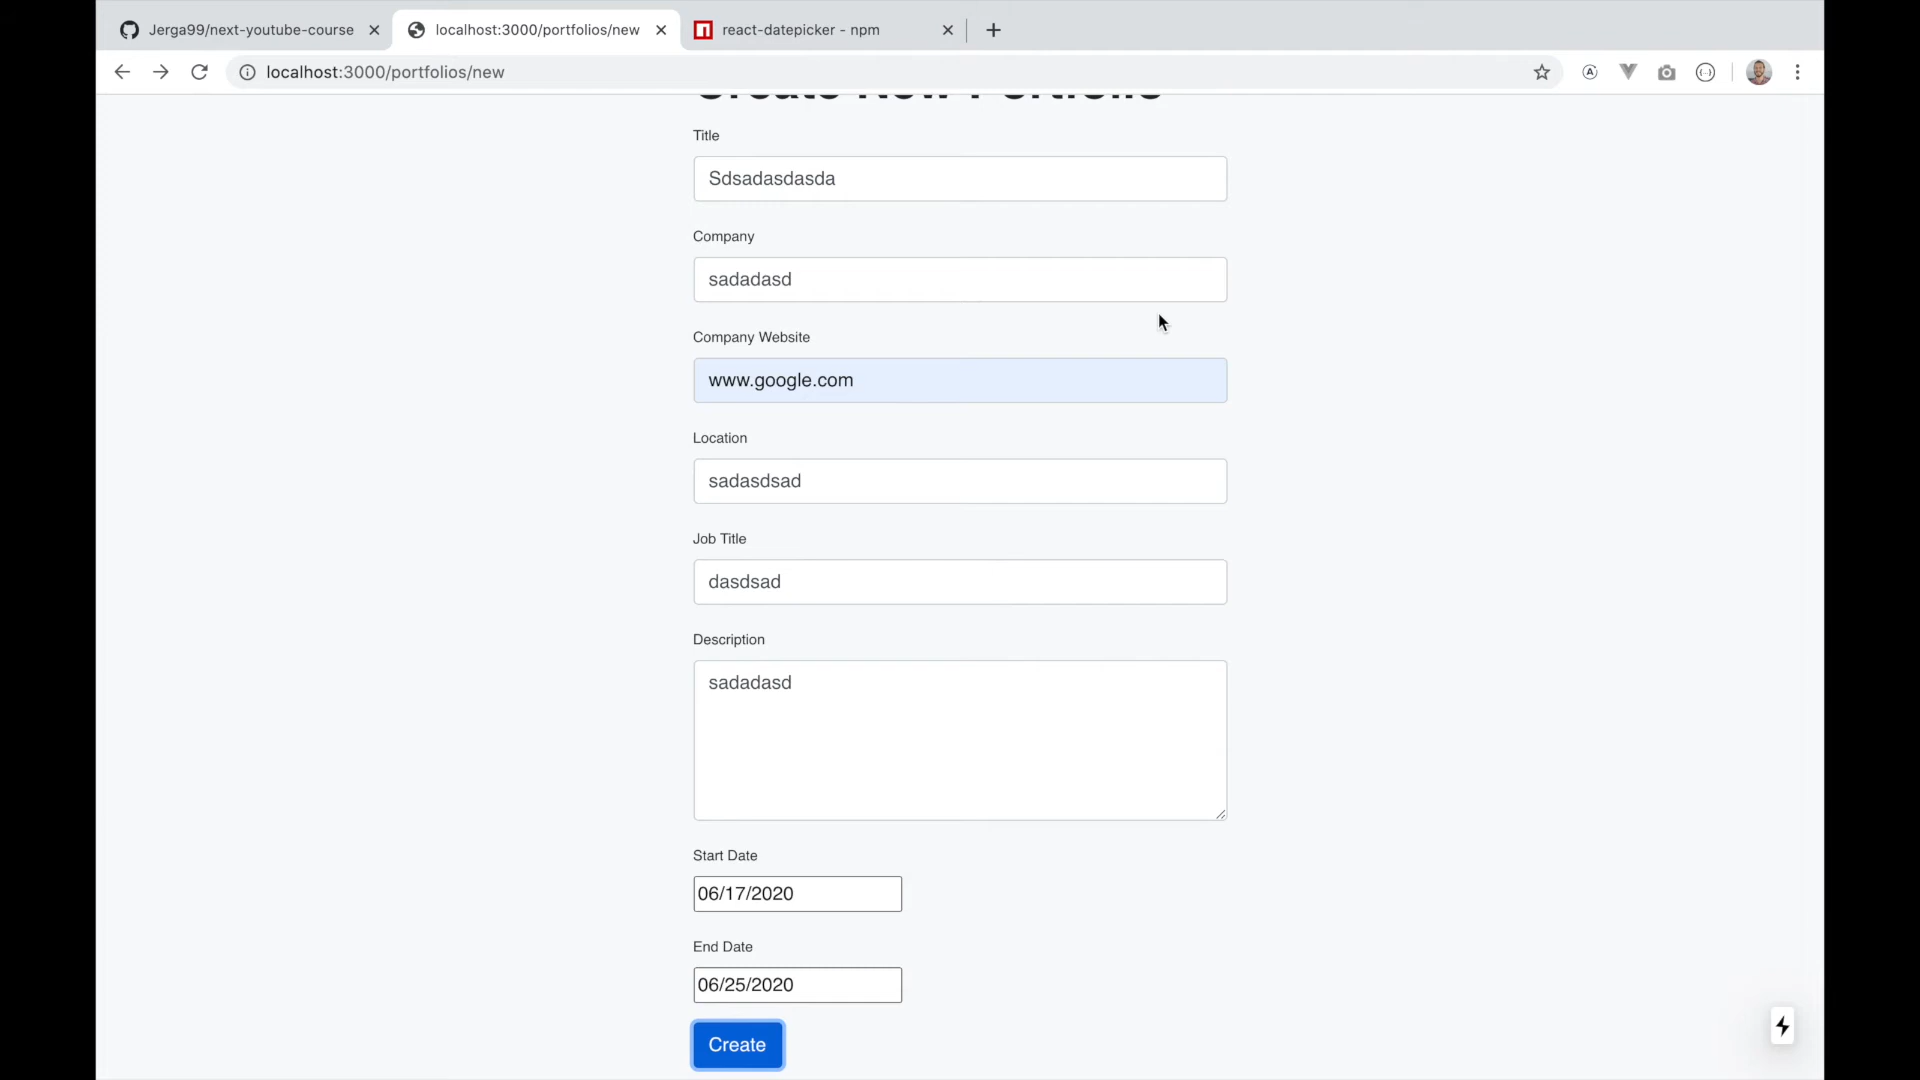 Jerga99/next-youtube-course
localhost:3000/portfolios/new
react-datepicker - npm
localhost:3000/portfolios/new
Create New Portfolio
Title
Sdsadasdasda
Company
sadadasd
Company Website
www.google.com
Location
sadasdsad
Job Title
dasdsad
Description
sadadasd
Start Date
06/17/2020
End Date
06/25/2020
Create